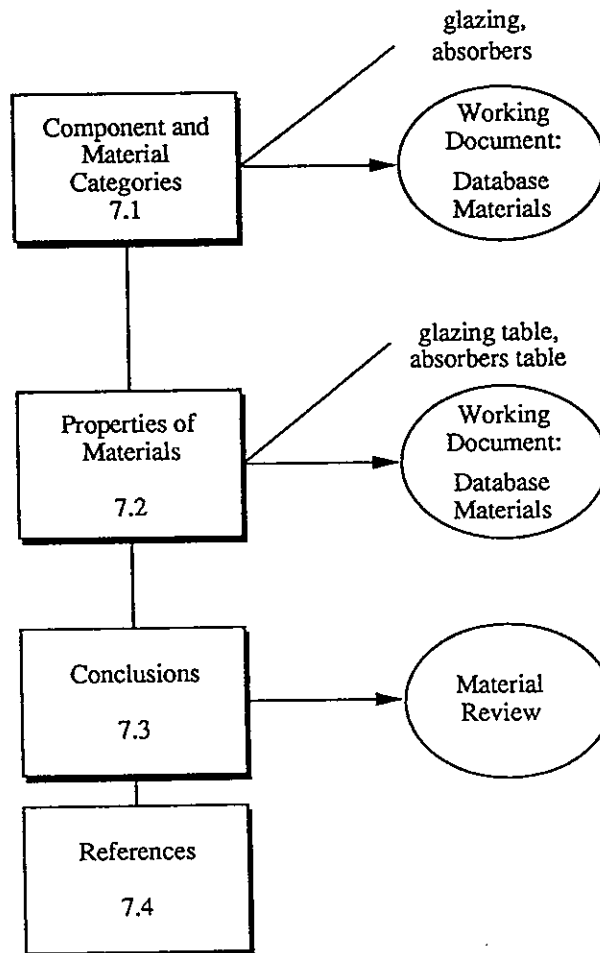 glazing,
absorbers
Component and
Material
Categories
7.1
Working
Document:
Database
Materials
glazing table,
absorbers table
Properties of
Materials
7.2
Working
Document:
Database
Materials
Conclusions
7.3
Material
Review
References
7.4